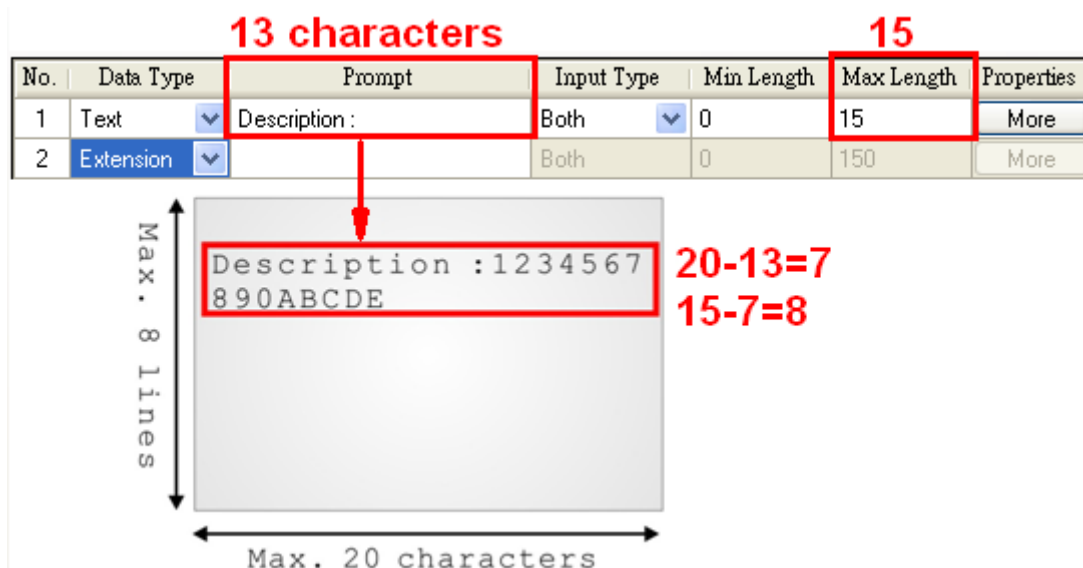 13 characters 15
No. Data Type Prompt Input Type Min Length Max Length Properties
1 Text Description : Both 0 15 More
2 Extension Both 0 150 More
Max. 8 lines
Description :1234567
890ABCDE
20-13=7
15-7=8
Max. 20 characters